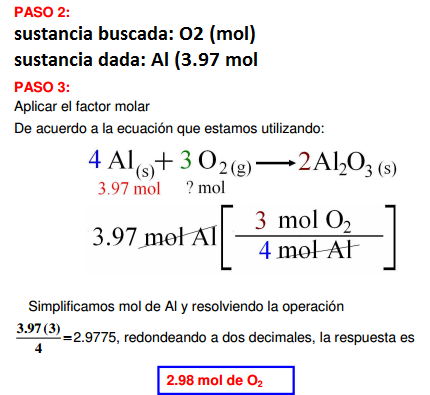 PASO 2:
sustancia buscada: O2 (mol)
sustancia dada: Al (3.97 mol
PASO 3:
Aplicar el factor molar
De acuerdo a la ecuación que estamos utilizando:
4 Al(s)+ 3 O2(g)⟶2Al2O3 (s)
3.97 mol ? mol
3.97 mol Al[ 3 mol O2 / 4 mol Al ]
Simplificamos mol de Al y resolviendo la operación
3.97 (3) / 4 =2.9775, redondeando a dos decimales, la respuesta es
2.98 mol de O2